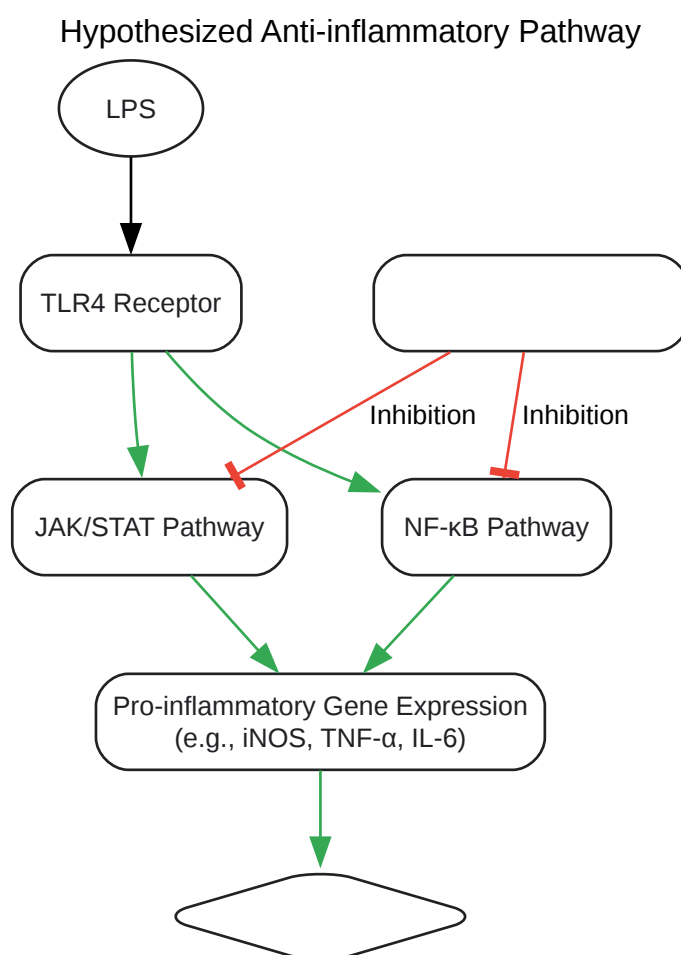 Hypothesized Anti-inflammatory Pathway
LPS
TLR4 Receptor
Inhibition
Inhibition
JAK/STAT Pathway
NF-κB Pathway
Pro-inflammatory Gene Expression
(e.g., iNOS, TNF-α, IL-6)